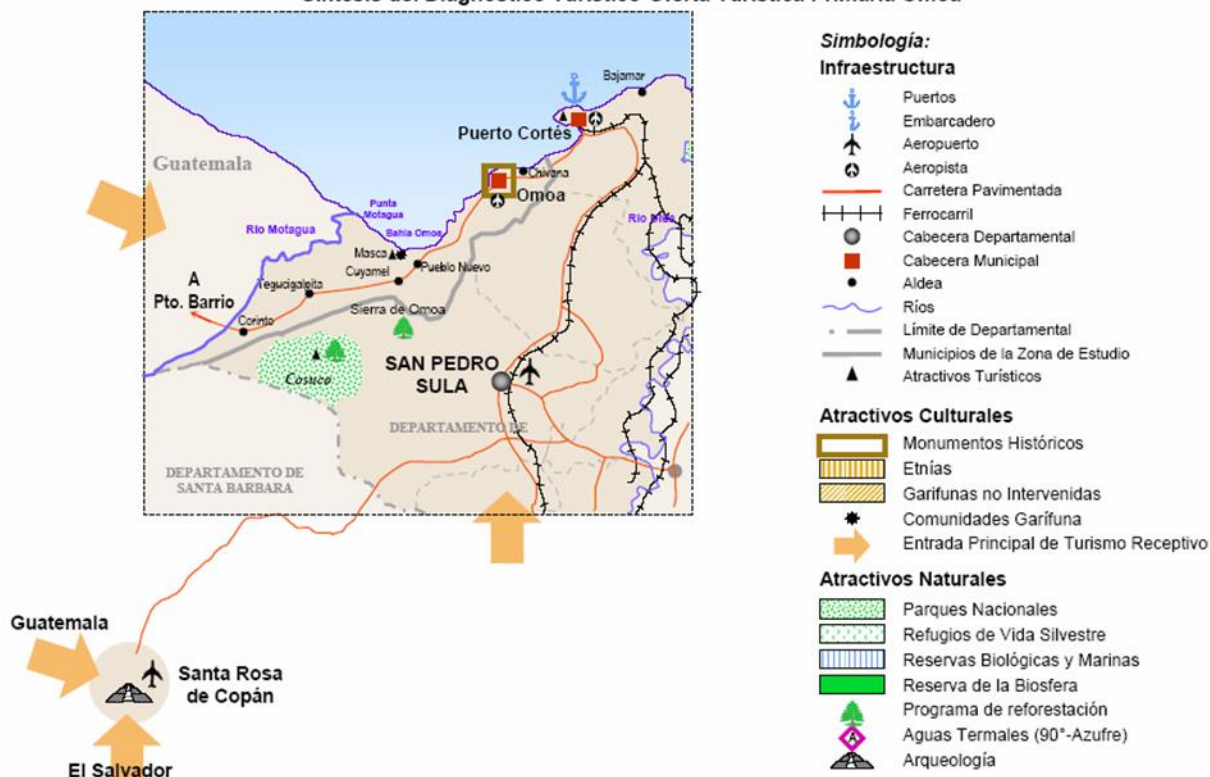 Síntesis del Diagnóstico Turístico-Oferta Turística Primaria Omoa
Bajamar
Puerto Cortés
Guatemala
Chivana
Omoa
Punta
Motagua
Río Motagua
Bahia Omoa
Masca
Cuyamel
Pueblo Nuevo
A
Pto. Barrio
Tegucigalpita
Corinto
Sierra de Omoa
Cosuco
SAN PEDRO
SULA
DEPARTAMENTO DE
DEPARTAMENTO DE
SANTA BARBARA
Guatemala
Santa Rosa
de Copán
El Salvador
Simbología:
Infraestructura
Puertos
Embarcadero
Aeropuerto
Aeropista
Carretera Pavimentada
Ferrocarril
Cabecera Departamental
Cabecera Municipal
Aldea
Ríos
Límite de Departamental
Municipios de la Zona de Estudio
Atractivos Turísticos
Atractivos Culturales
Monumentos Históricos
Etnías
Garifunas no Intervenidas
Comunidades Garífuna
Entrada Principal de Turismo Receptivo
Atractivos Naturales
Parques Nacionales
Refugios de Vida Silvestre
Reservas Biológicas y Marinas
Reserva de la Biosfera
Programa de reforestación
Aguas Termales (90°-Azufre)
Arqueología